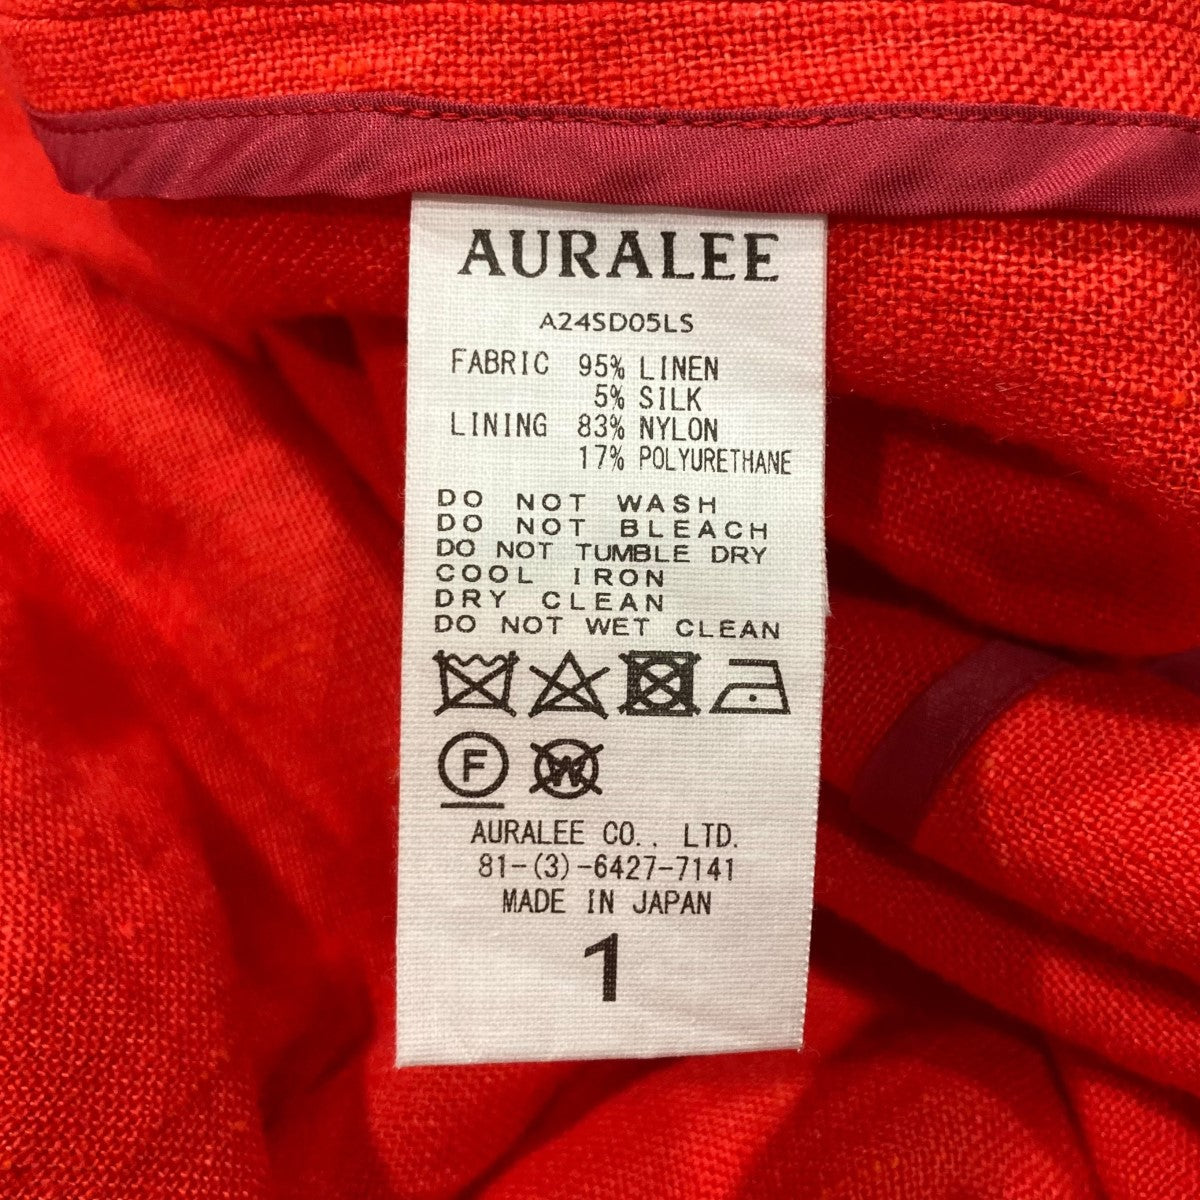 AURALEE
A24SD05LS
FABRIC 95% LINEN
5% SILK
LINING 83% NYLON
17% POLYURETHANE
DO NOT WASH
DO NOT BLEACH
DO NOT TUMBLE DRY
COOL IRON
DRY CLEAN
DO NOT WET CLEAN
F W
AURALEE CO., LTD.
81-(3)-6427-7141
MADE IN JAPAN
1